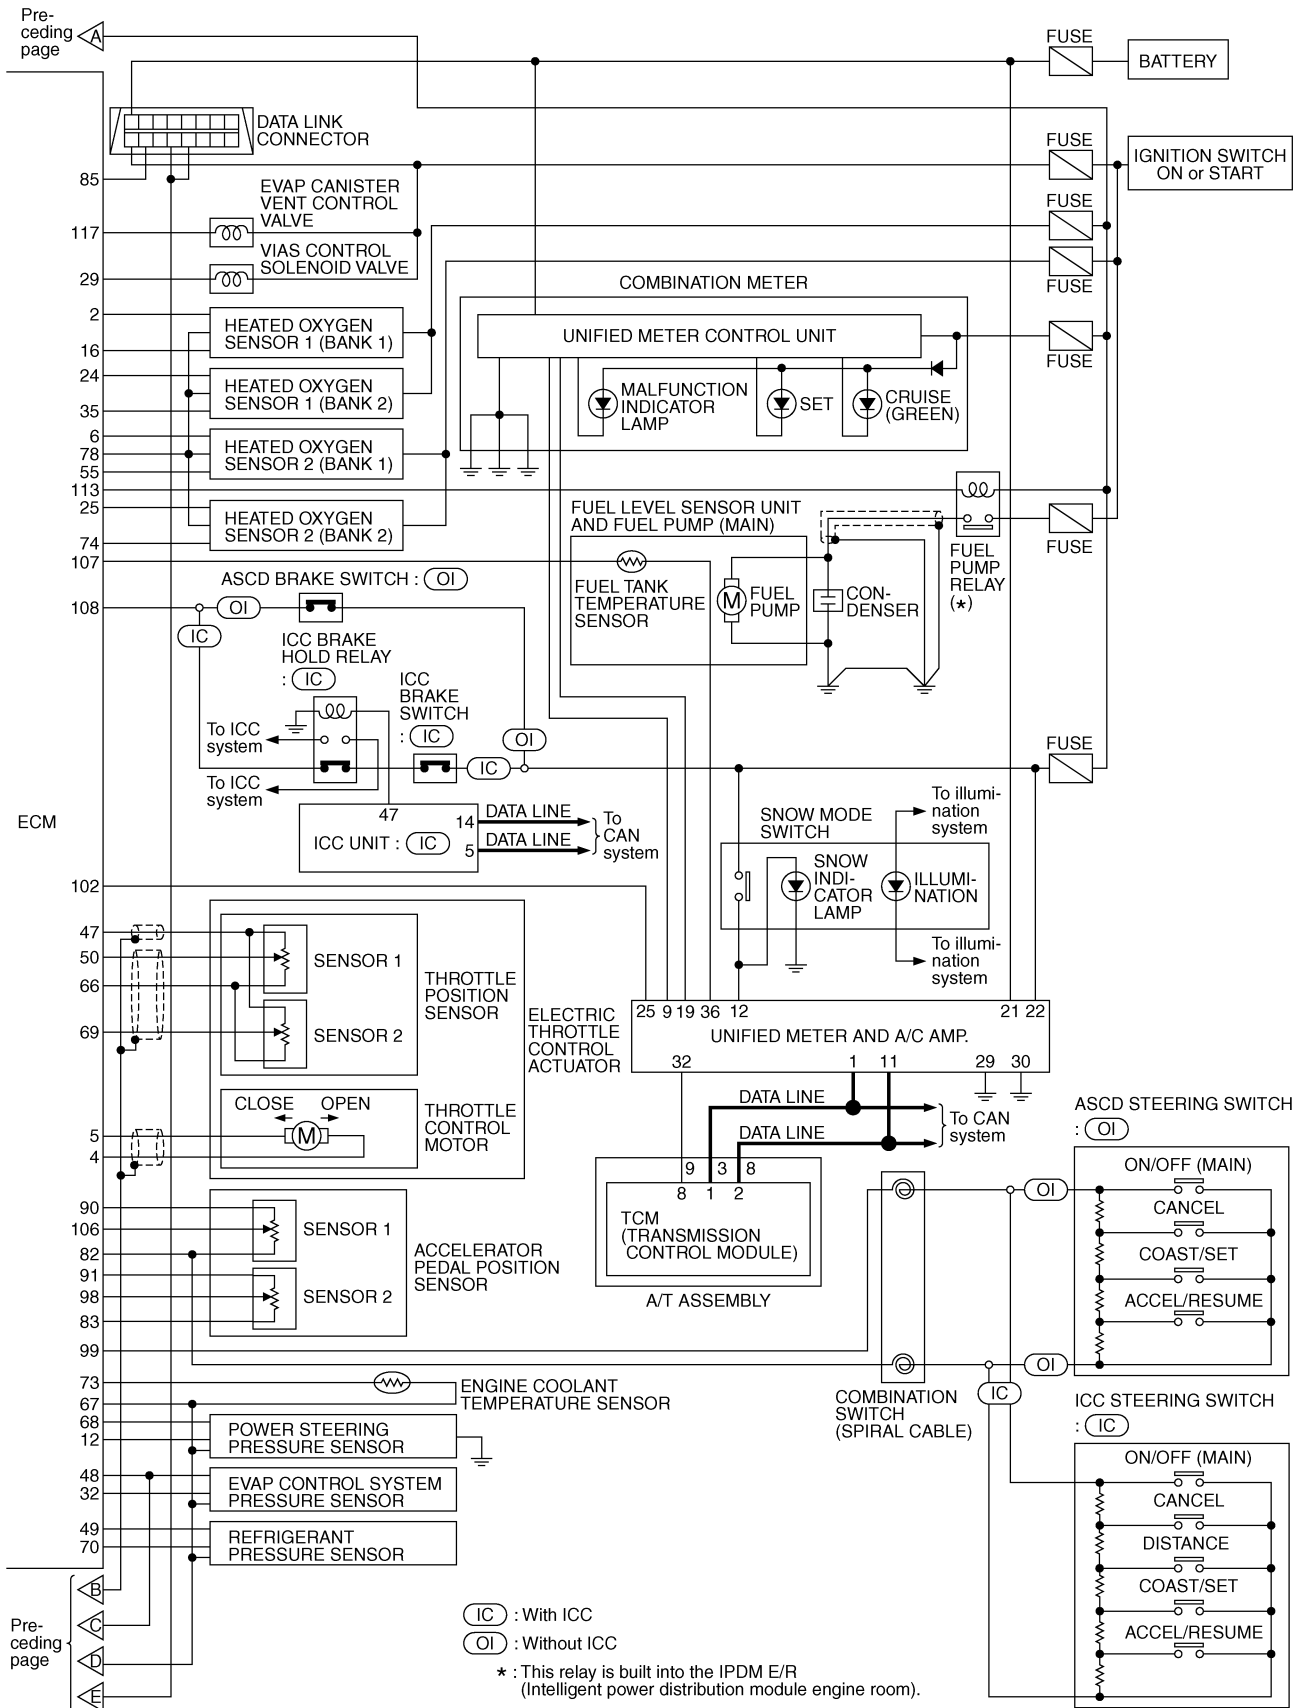 Pre-
ceding
page
A
FUSE
BATTERY
DATA LINK
CONNECTOR
FUSE
IGNITION SWITCH
ON or START
85
EVAP CANISTER
VENT CONTROL
VALVE
FUSE
117
VIAS CONTROL
SOLENOID VALVE
29
FUSE
COMBINATION METER
2
HEATED OXYGEN
SENSOR 1 (BANK 1)
16
UNIFIED METER CONTROL UNIT
FUSE
24
HEATED OXYGEN
SENSOR 1 (BANK 2)
35
MALFUNCTION
INDICATOR
LAMP
SET
CRUISE
(GREEN)
6
78
55
HEATED OXYGEN
SENSOR 2 (BANK 1)
113
25
HEATED OXYGEN
SENSOR 2 (BANK 2)
74
FUEL LEVEL SENSOR UNIT
AND FUEL PUMP (MAIN)
FUSE
107
FUEL TANK
TEMPERATURE
SENSOR
M
FUEL
PUMP
CON-
DENSER
FUEL
PUMP
RELAY
(*)
ASCD BRAKE SWITCH : OI
108
OI
IC
ICC BRAKE
HOLD RELAY
: IC
ICC
BRAKE
SWITCH
: IC
To ICC
system
OI
IC
FUSE
To ICC
system
ECM
47
14
5
ICC UNIT : IC
DATA LINE
DATA LINE
To
CAN
system
SNOW MODE
SWITCH
To illumi-
nation
system
SNOW
INDI-
CATOR
LAMP
ILLUMI-
NATION
To illumi-
nation
system
102
47
50
66
69
SENSOR 1
SENSOR 2
THROTTLE
POSITION
SENSOR
ELECTRIC
THROTTLE
CONTROL
ACTUATOR
25 9 19 36 12 21 22
UNIFIED METER AND A/C AMP.
32 1 11 29 30
CLOSE OPEN
M
THROTTLE
CONTROL
MOTOR
5
4
DATA LINE
DATA LINE
To CAN
system
9 3 8
8 1 2
TCM
(TRANSMISSION
CONTROL MODULE)
A/T ASSEMBLY
ASCD STEERING SWITCH
: OI
ON/OFF (MAIN)
OI
CANCEL
COAST/SET
ACCEL/RESUME
OI
90
106
82
91
98
83
SENSOR 1
SENSOR 2
ACCELERATOR
PEDAL POSITION
SENSOR
99
73
67
ENGINE COOLANT
TEMPERATURE SENSOR
COMBINATION
SWITCH
(SPIRAL CABLE)
IC
68
12
POWER STEERING
PRESSURE SENSOR
48
32
EVAP CONTROL SYSTEM
PRESSURE SENSOR
49
70
REFRIGERANT
PRESSURE SENSOR
ICC STEERING SWITCH
: IC
ON/OFF (MAIN)
CANCEL
DISTANCE
COAST/SET
ACCEL/RESUME
Pre-
ceding
page
B
C
D
E
IC : With ICC
OI : Without ICC
* : This relay is built into the IPDM E/R
(Intelligent power distribution module engine room).